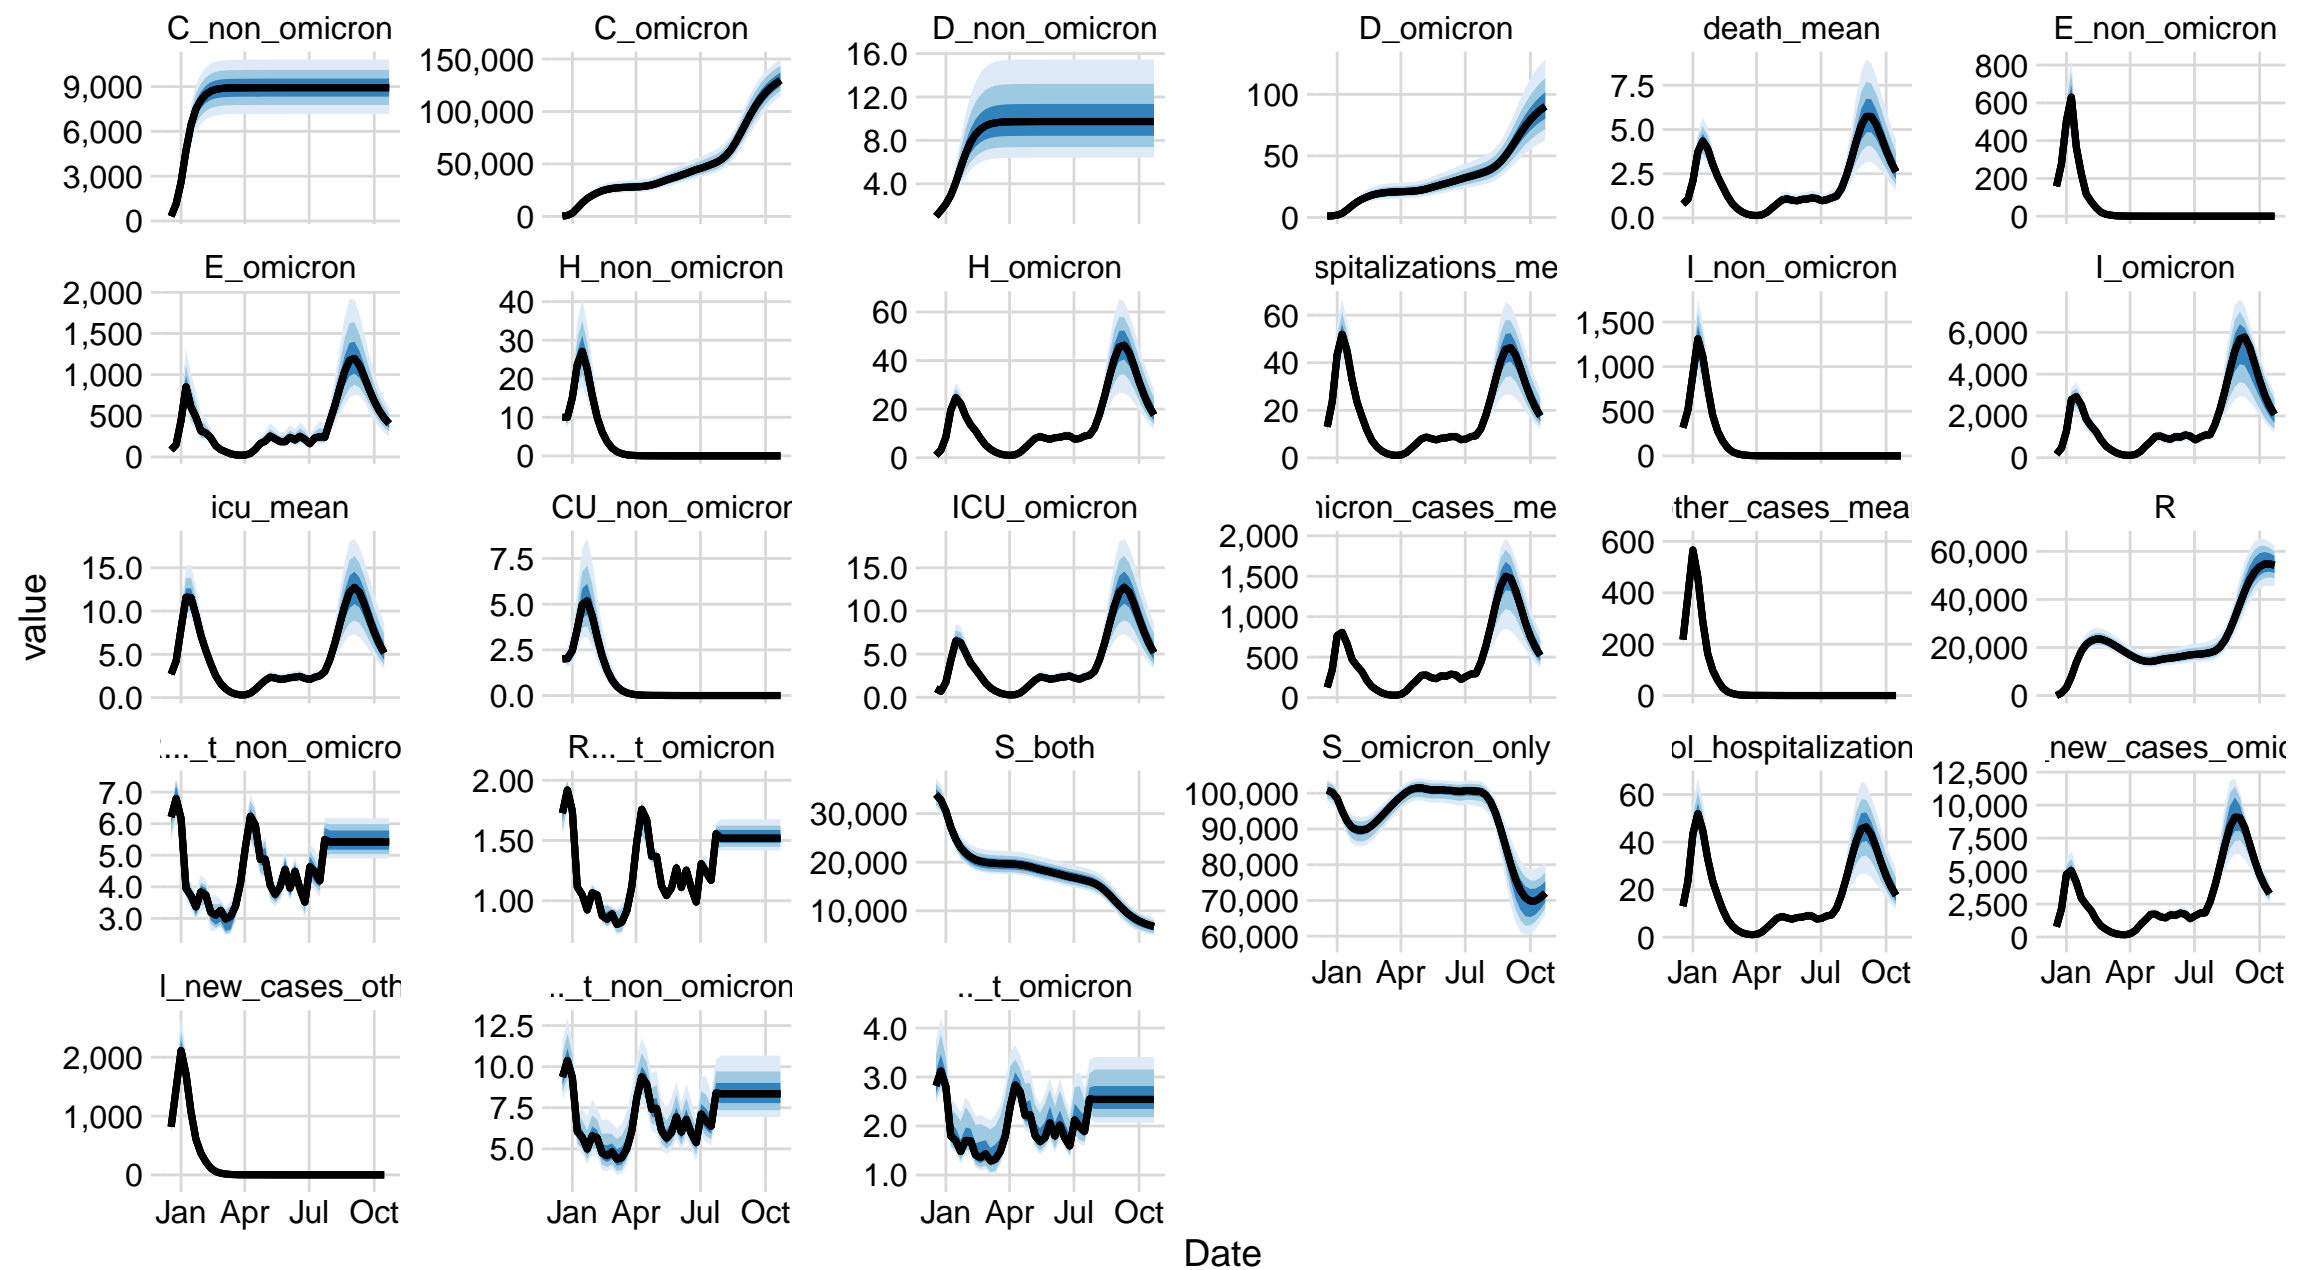 C_non_omicron C_omicron D_non_omicron D_omicron death_mean E_non_omicron
9,000 6,000 3,000 0
150,000 100,000 50,000 0
16.0 12.0 8.0 4.0
100 50 0
7.5 5.0 2.5 0.0
800 600 400 200 0
E_omicron H_non_omicron H_omicron spitalizations_me I_non_omicron I_omicron
2,000 1,500 1,000 500 0
40 30 20 10 0
60 40 20 0
60 40 20 0
1,500 1,000 500 0
6,000 4,000 2,000 0
value
icu_mean CU_non_omicron ICU_omicron nicron_cases_me ther_cases_mean R
15.0 10.0 5.0 0.0
7.5 5.0 2.5 0.0
15.0 10.0 5.0 0.0
2,000 1,500 1,000 500 0
600 400 200 0
60,000 40,000 20,000 0
..._t_non_omicro R..._t_omicron S_both S_omicron_only ol_hospitalization _new_cases_omic
7.0 6.0 5.0 4.0 3.0
2.00 1.50 1.00
30,000 20,000 10,000
100,000 90,000 80,000 70,000 60,000
60 40 20 0
12,500 10,000 7,500 5,000 2,500 0
Jan Apr Jul Oct
Jan Apr Jul Oct
Jan Apr Jul Oct
l_new_cases_oth .._t_non_omicron .._t_omicron
2,000 1,000 0
12.5 10.0 7.5 5.0
4.0 3.0 2.0 1.0
Jan Apr Jul Oct
Jan Apr Jul Oct
Jan Apr Jul Oct
Date